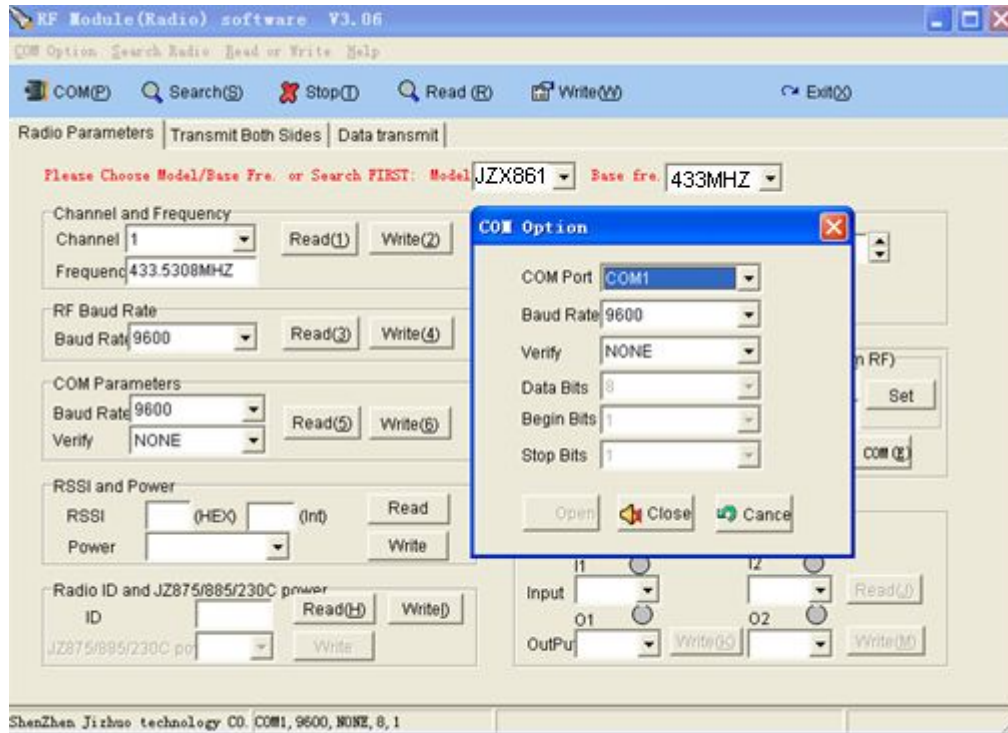 RF Module(Radio) software V3.06
COM Option Search Radio Read or Write Help
COM(P) Search(S) Stop(T) Read (R) Write(W) Exit(X)
Radio Parameters Transmit Both Sides Data transmit
Please Choose Model/Base Fre. or Search FIRST: Model JZX861 Base fre. 433MHZ
Channel and Frequency
Channel 1 Read(1) Write(2)
Frequenc 433.5308MHZ
RF Baud Rate
Baud Rate 9600 Read(3) Write(4)
COM Parameters
Baud Rate 9600 Read(5) Write(6)
Verify NONE
RSSI and Power
RSSI (HEX) (Int) Read
Power Write
Radio ID and JZ875/885/230C power
ID Read(H) Write(I)
JZ875/885/230C po Write
COM Option
COM Port COM1
Baud Rate 9600
Verify NONE
Data Bits 8
Begin Bits 1
Stop Bits 1
Open Close Cance
n RF)
Set
COM(E)
I1 I2
Input Read(J)
O1 O2
OutPut Write(K) Write(M)
ShenZhen Jizhuo technology CO. COM1, 9600, NONE, 8, 1